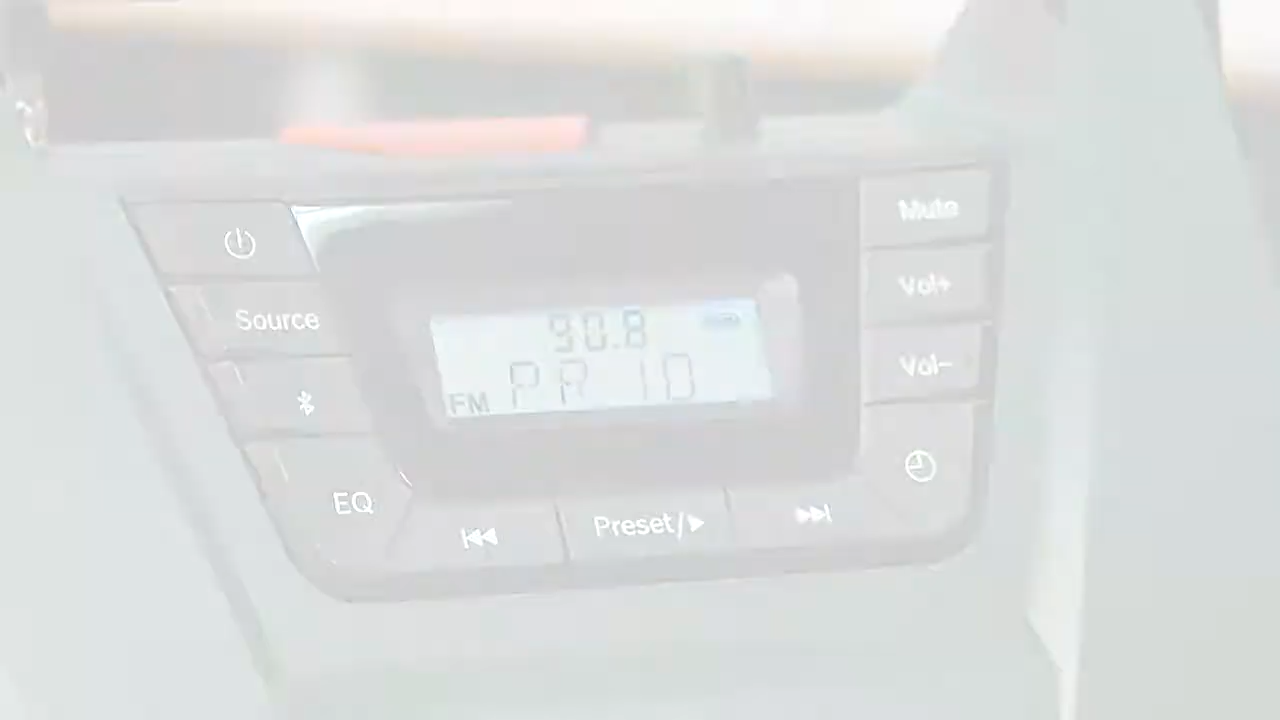 Mute
Vol+
Source
90.8
PR 10
FM
Vol-
EQ
Preset/